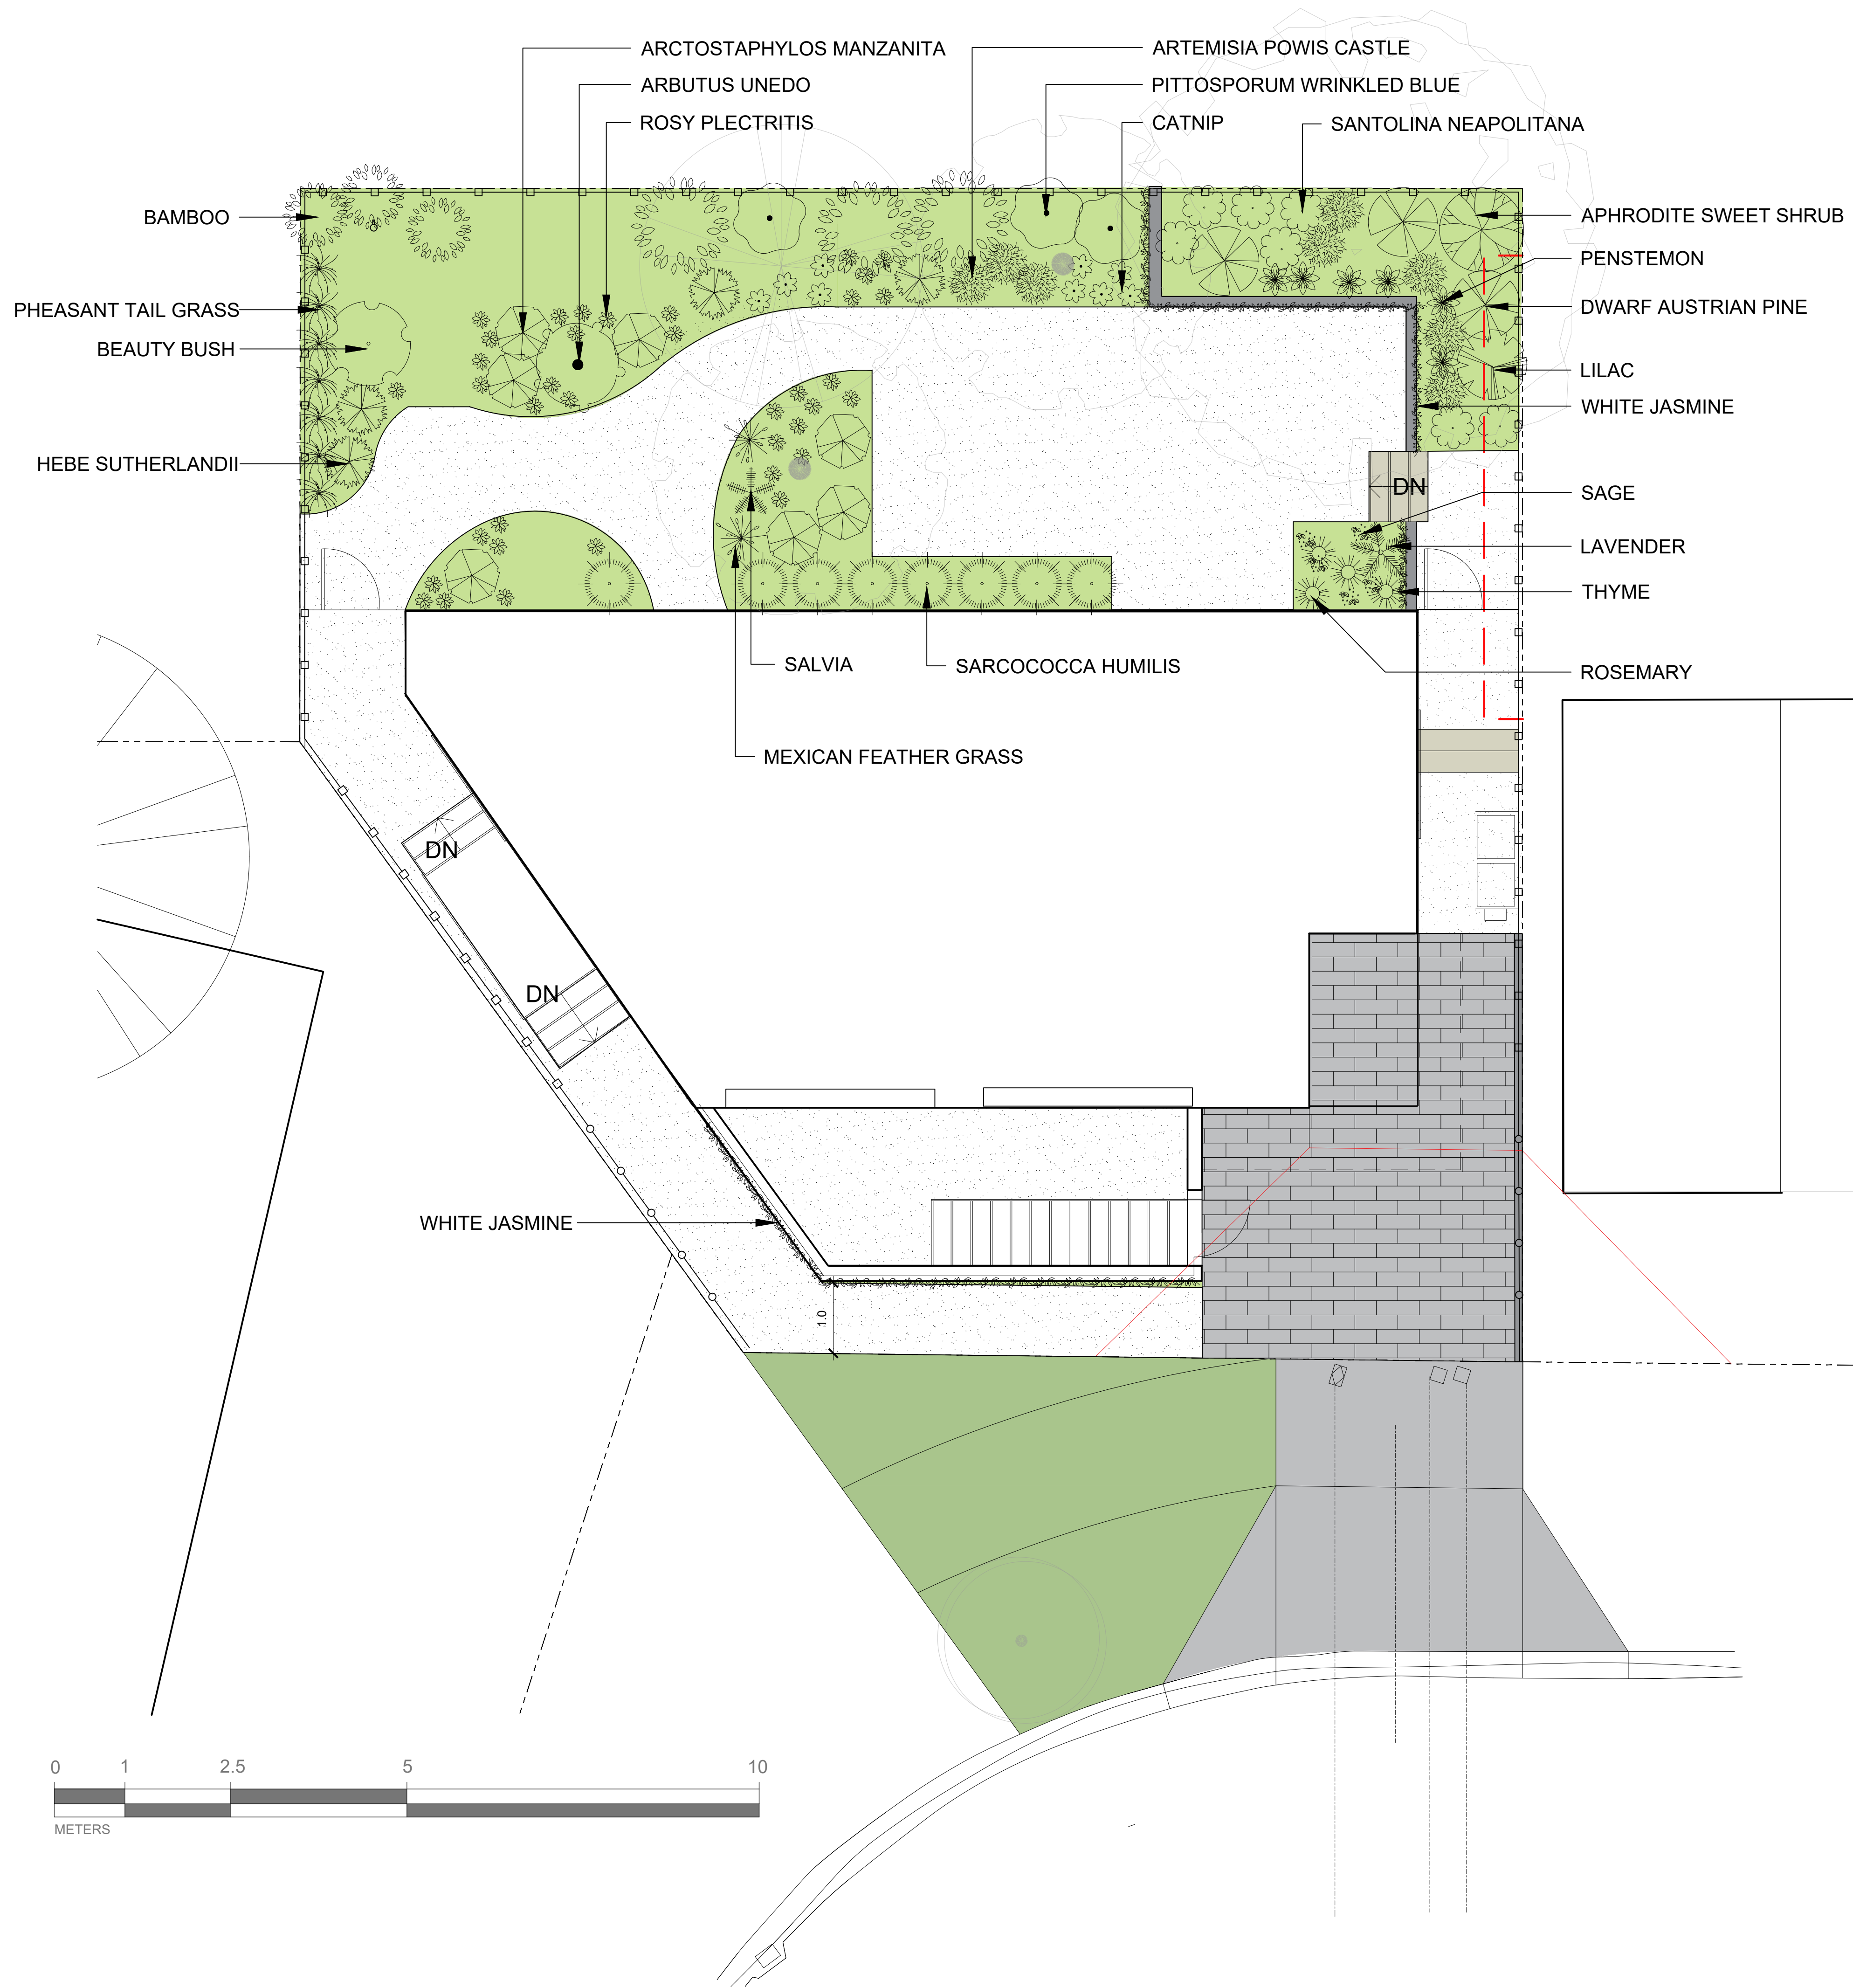 ARCTOSTAPHYLOS MANZANITA
ARTEMISIA POWIS CASTLE
ARBUTUS UNEDO
PITTOSPORUM WRINKLED BLUE
ROSY PLECTRITIS
CATNIP
SANTOLINA NEAPOLITANA
BAMBOO
APHRODITE SWEET SHRUB
PENSTEMON
PHEASANT TAIL GRASS
DWARF AUSTRIAN PINE
BEAUTY BUSH
LILAC
WHITE JASMINE
HEBE SUTHERLANDII
DN
SAGE
LAVENDER
THYME
SALVIA
SARCOCOCCA HUMILIS
ROSEMARY
MEXICAN FEATHER GRASS
DN
DN
WHITE JASMINE
1.0
0 1 2.5 5 10
METERS